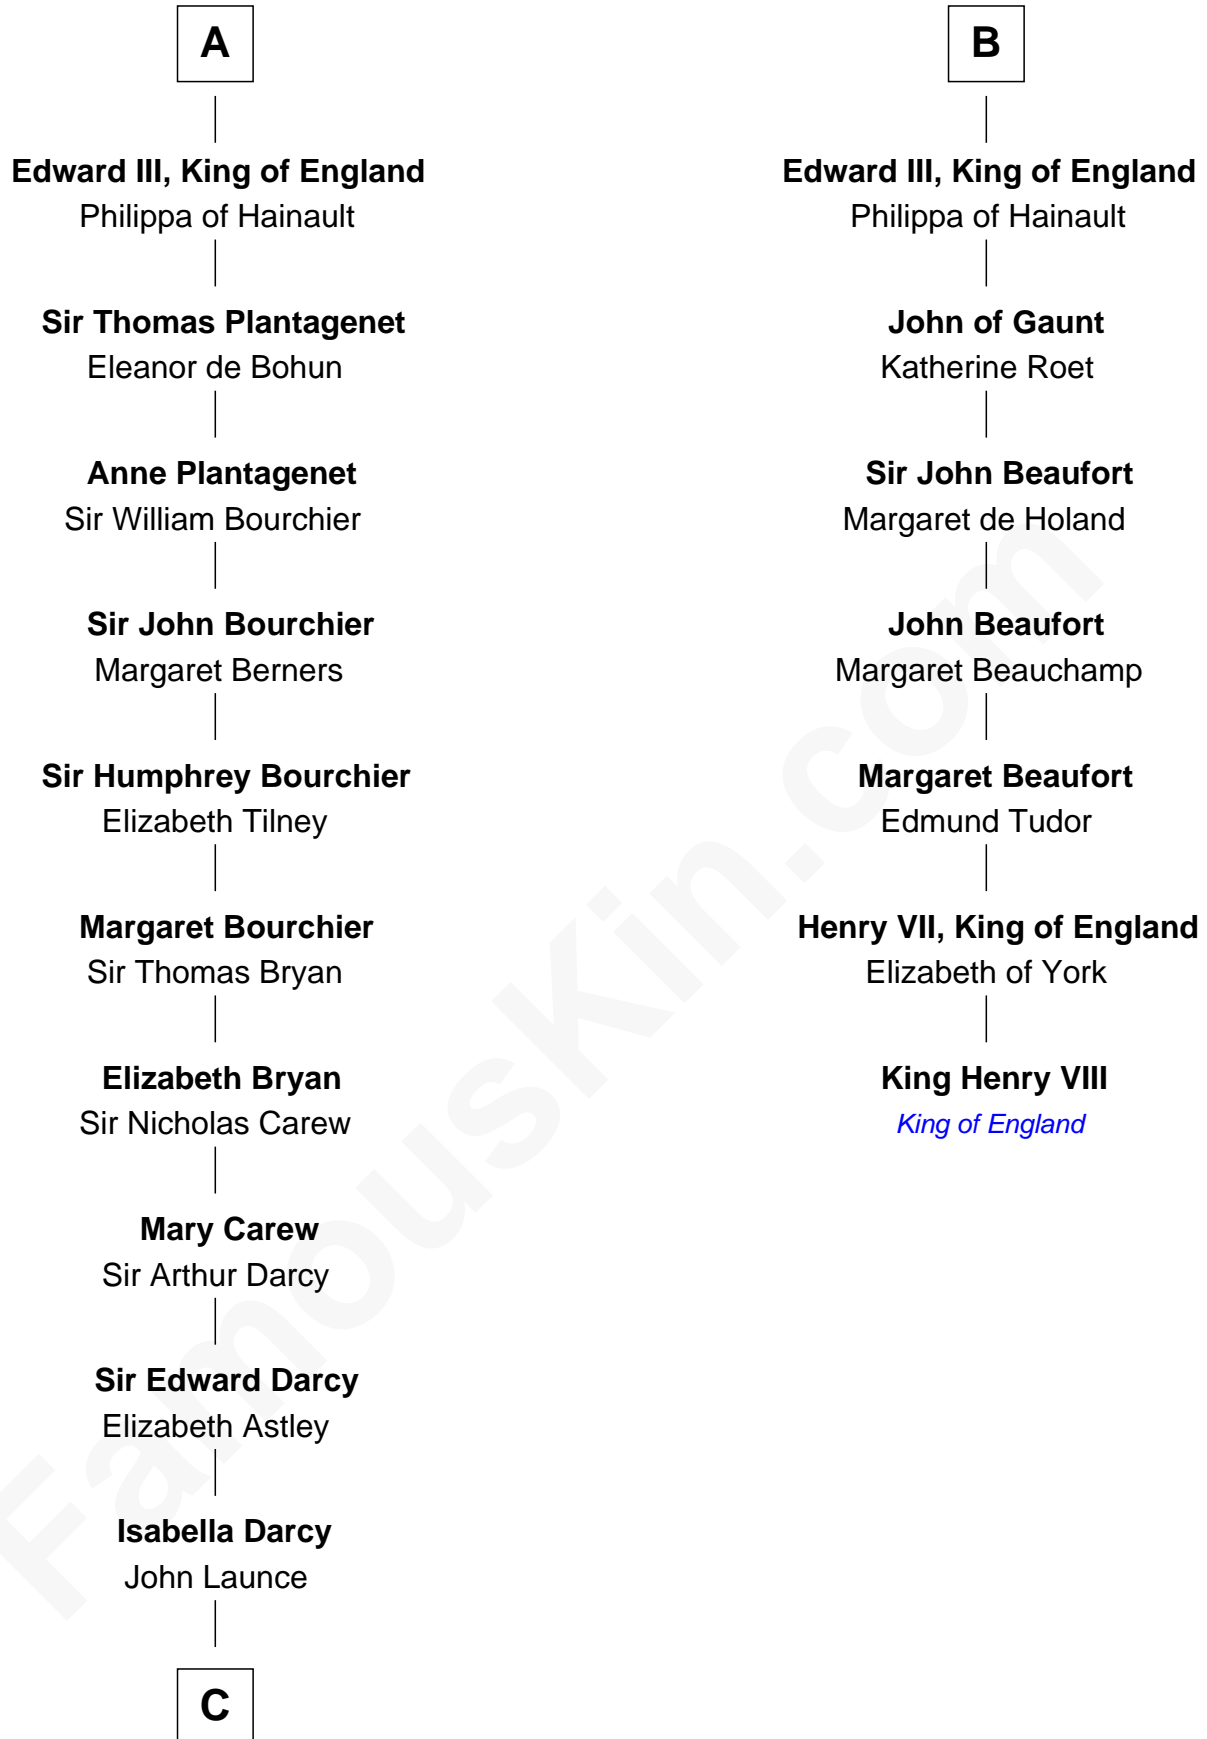 A
Edward III, King of England
Philippa of Hainault
Sir Thomas Plantagenet
Eleanor de Bohun
Anne Plantagenet
Sir William Bourchier
Sir John Bourchier
Margaret Berners
Sir Humphrey Bourchier
Elizabeth Tilney
Margaret Bourchier
Sir Thomas Bryan
Elizabeth Bryan
Sir Nicholas Carew
Mary Carew
Sir Arthur Darcy
Sir Edward Darcy
Elizabeth Astley
Isabella Darcy
John Launce
C
B
Edward III, King of England
Philippa of Hainault
John of Gaunt
Katherine Roet
Sir John Beaufort
Margaret de Holand
John Beaufort
Margaret Beauchamp
Margaret Beaufort
Edmund Tudor
Henry VII, King of England
Elizabeth of York
King Henry VIII
King of England
FamousKin.com